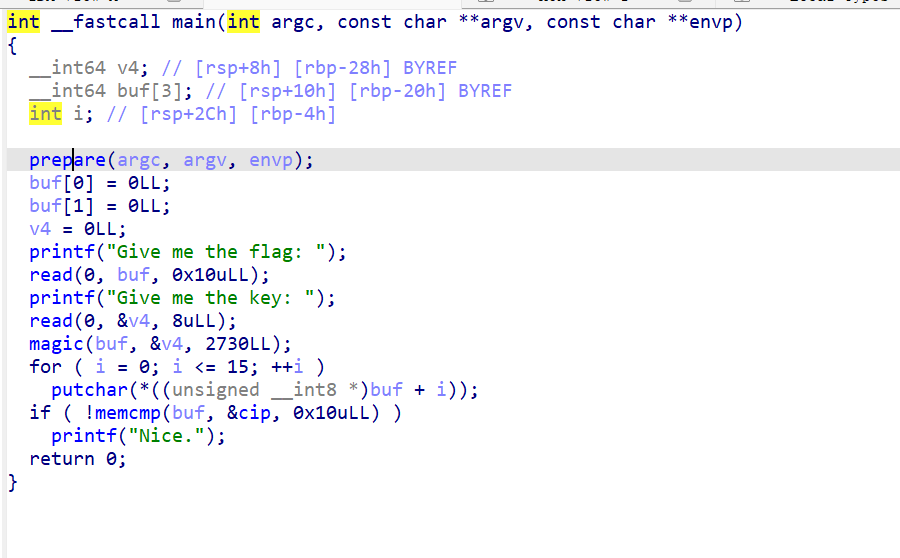 int __fastcall main(int argc, const char **argv, const char **envp)
{
  __int64 v4; // [rsp+8h] [rbp-28h] BYREF
  __int64 buf[3]; // [rsp+10h] [rbp-20h] BYREF
  int i; // [rsp+2Ch] [rbp-4h]
  prepare(argc, argv, envp);
  buf[0] = 0LL;
  buf[1] = 0LL;
  v4 = 0LL;
  printf("Give me the flag: ");
  read(0, buf, 0x10uLL);
  printf("Give me the key: ");
  read(0, &v4, 8uLL);
  magic(buf, &v4, 2730LL);
  for ( i = 0; i <= 15; ++i )
    putchar(*((unsigned __int8 *)buf + i));
  if ( !memcmp(buf, &cip, 0x10uLL) )
    printf("Nice.");
  return 0;
}